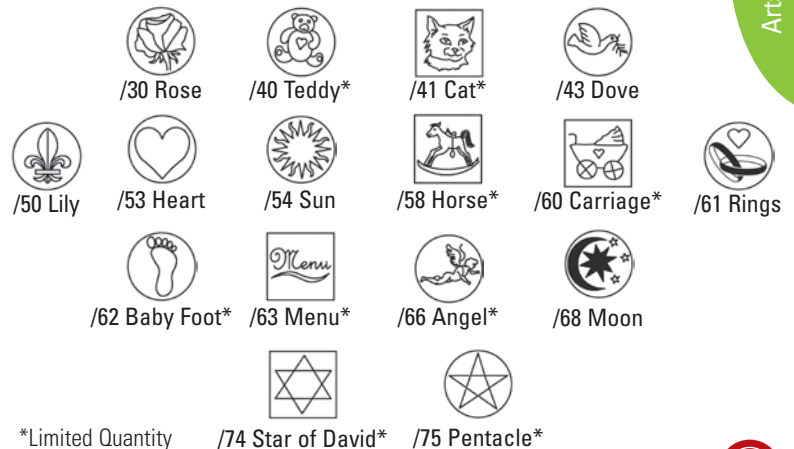 Art
/30 Rose
/40 Teddy*
/41 Cat*
/43 Dove
/50 Lily
/53 Heart
/54 Sun
/58 Horse*
/60 Carriage*
/61 Rings
/62 Baby Foot*
Menu
/63 Menu*
/66 Angel*
/68 Moon
*Limited Quantity
/74 Star of David*
/75 Pentacle*